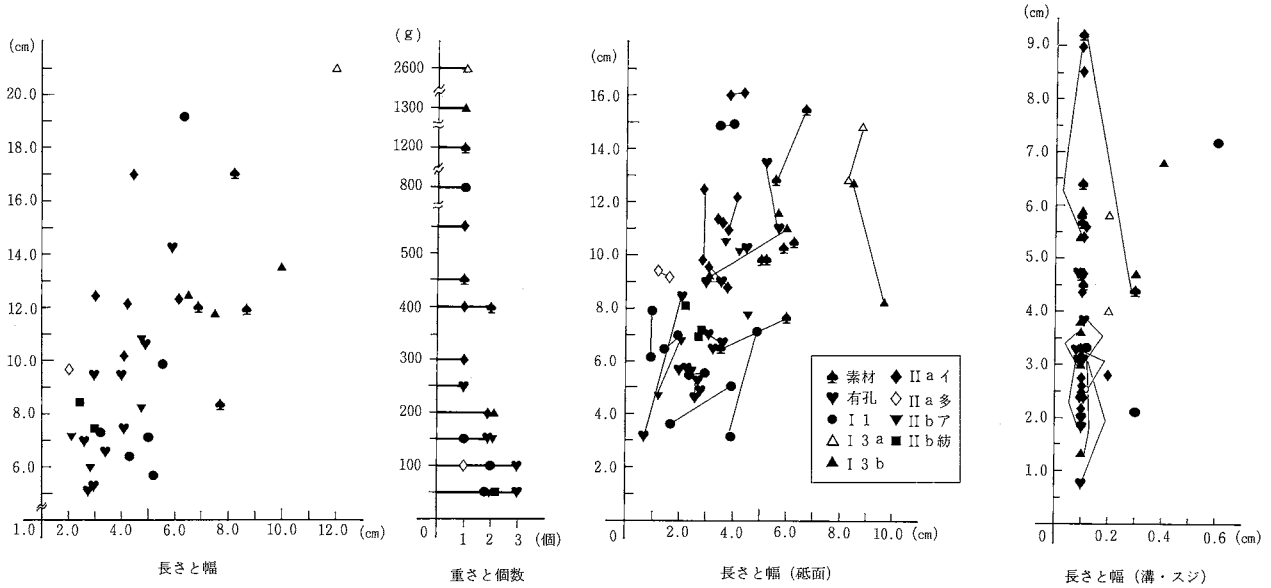 (cm)
20.0
18.0
16.0
14.0
12.0
10.0
8.0
6.0
1.0 2.0 4.0 6.0 8.0 10.0 (cm)
長さと幅
(g)
2600
1300
1200
800
500
400
300
200
100
0 1 2 3 (個)
重さと個数
(cm)
16.0
14.0
12.0
10.0
8.0
6.0
4.0
2.0
0 2.0 4.0 6.0 8.0 10.0 (cm)
長さと幅（砥面）
素材 Ⅱaイ
有孔 Ⅱa多
Ⅰ1 Ⅱbア
Ⅰ3a Ⅱb紡
Ⅰ3b
(cm)
9.0
8.0
7.0
6.0
5.0
4.0
3.0
2.0
1.0
0 0.2 0.4 0.6 (cm)
長さと幅（溝・スジ）